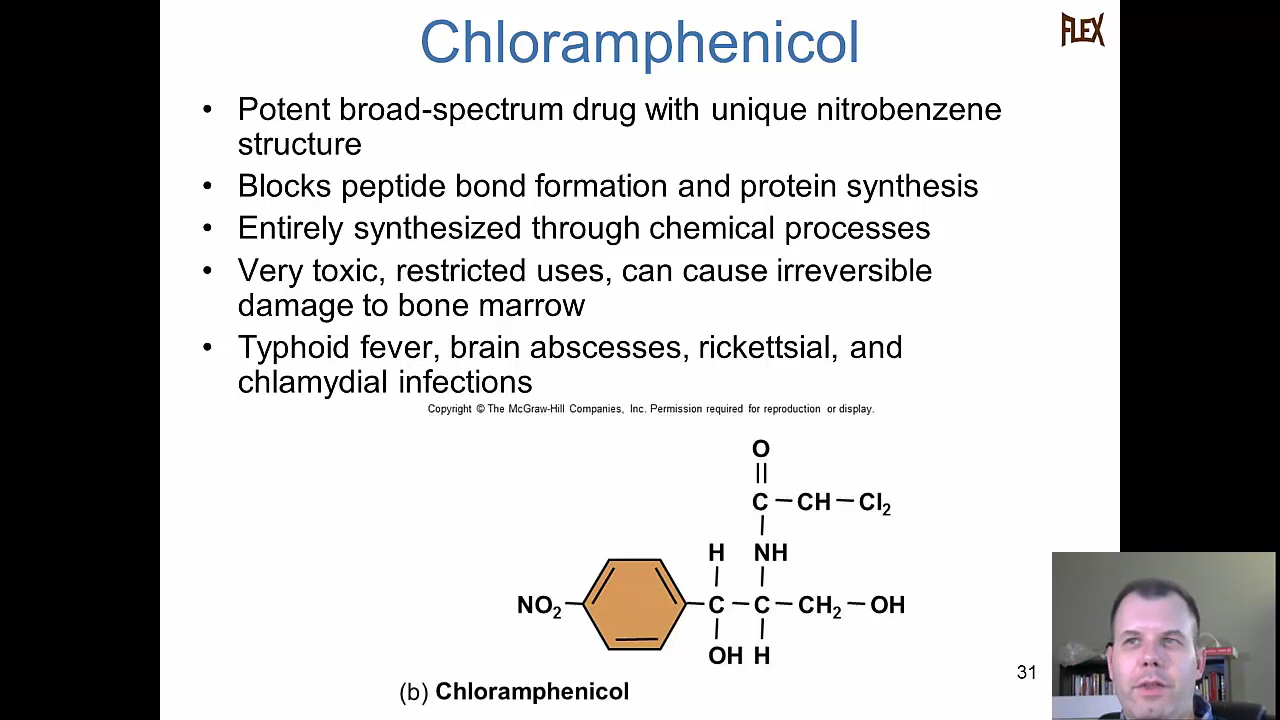 Chloramphenicol
FLEX
• Potent broad-spectrum drug with unique nitrobenzene
structure
• Blocks peptide bond formation and protein synthesis
• Entirely synthesized through chemical processes
• Very toxic, restricted uses, can cause irreversible
damage to bone marrow
• Typhoid fever, brain abscesses, rickettsial, and
chlamydial infections
Copyright © The McGraw-Hill Companies, Inc. Permission required for reproduction or display.
O
C CH Cl2
H NH
NO2 C C CH2 OH
OH H
(b) Chloramphenicol
31